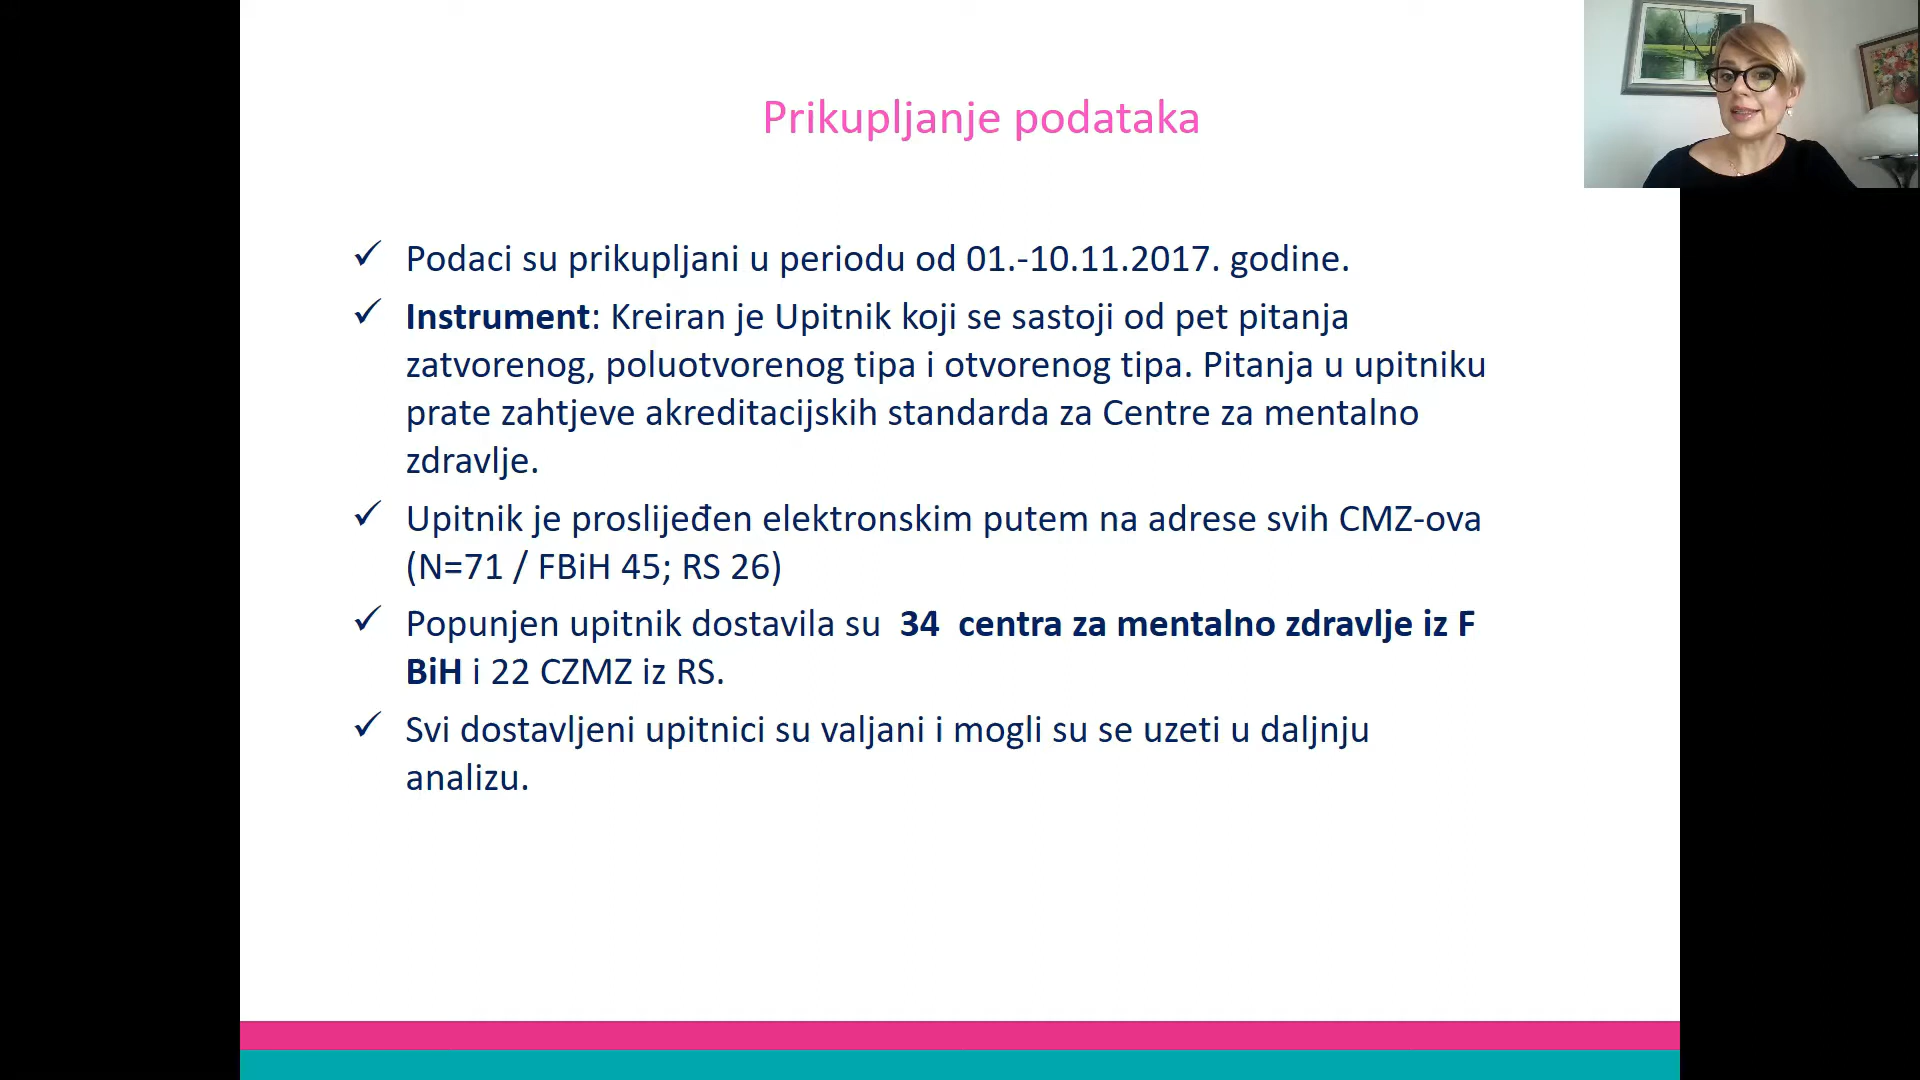 Prikupljanje podataka
✓ Podaci su prikupljani u periodu od 01.-10.11.2017. godine.
✓ Instrument: Kreiran je Upitnik koji se sastoji od pet pitanja
zatvorenog, poluotvorenog tipa i otvorenog tipa. Pitanja u upitniku
prate zahtjeve akreditacijskih standarda za Centre za mentalno
zdravlje.
✓ Upitnik je proslijeđen elektronskim putem na adrese svih CMZ-ova
(N=71 / FBiH 45; RS 26)
✓ Popunjen upitnik dostavila su 34 centra za mentalno zdravlje iz F
BiH i 22 CZMZ iz RS.
✓ Svi dostavljeni upitnici su valjani i mogli su se uzeti u daljnju
analizu.